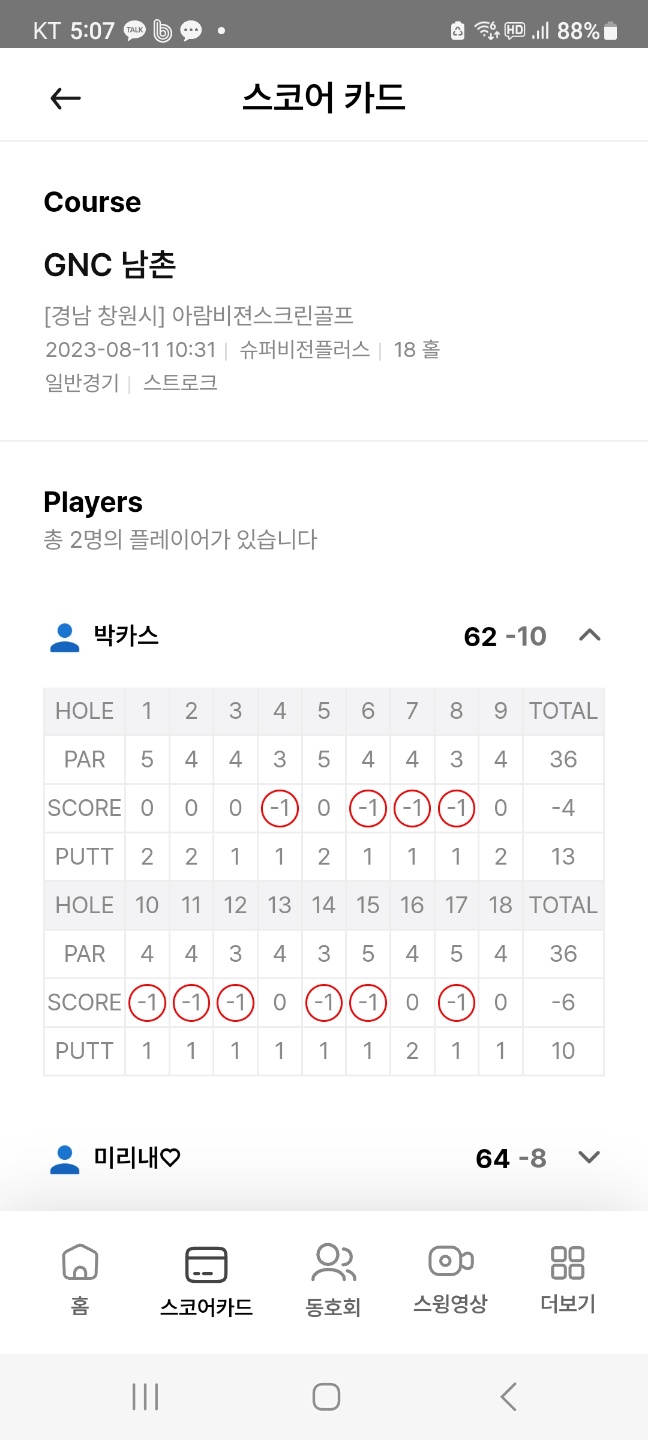 KT 5:07 TALK HD 88%
스코어 카드
Course
GNC 남촌
[경남 창원시] 아람비젼스크린골프
2023-08-11 10:31 | 슈퍼비전플러스 | 18 홀
일반경기 | 스트로크
Players
총 2명의 플레이어가 있습니다
박카스 62 -10
HOLE 1 2 3 4 5 6 7 8 9 TOTAL
PAR 5 4 4 3 5 4 4 3 4 36
SCORE 0 0 0 -1 0 -1 -1 -1 0 -4
PUTT 2 2 1 1 2 1 1 1 2 13
HOLE 10 11 12 13 14 15 16 17 18 TOTAL
PAR 4 4 3 4 3 5 4 5 4 36
SCORE -1 -1 -1 0 -1 -1 0 -1 0 -6
PUTT 1 1 1 1 1 1 2 1 1 10
미리내♡ 64 -8
홈 스코어카드 동호회 스윙영상 더보기